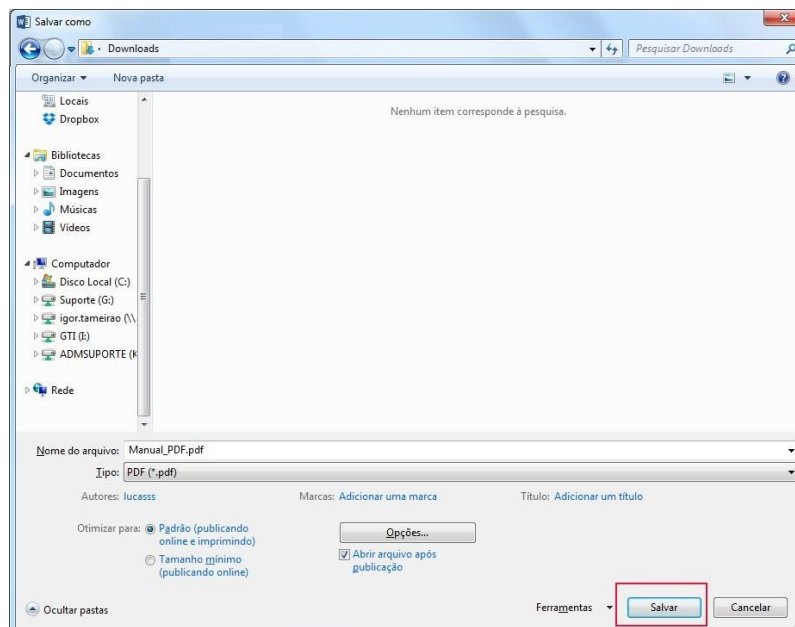 Salvar como
Downloads
Pesquisar Downloads
Organizar
Nova pasta
Locais
Dropbox
Nenhum item corresponde à pesquisa.
Bibliotecas
Documentos
Imagens
Músicas
Vídeos
Computador
Disco Local (C:)
Suporte (G:)
igor.tameirao (\\
GTI (I:)
ADMSUPORTE (K
Rede
Nome do arquivo: Manual_PDF.pdf
Tipo: PDF (*.pdf)
Autores: lucasss Marcas: Adicionar uma marca Título: Adicionar um título
Otimizar para: Padrão (publicando
online e imprimindo)
Tamanho mínimo
(publicando online)
Opções...
Abrir arquivo após
publicação
Ocultar pastas
Ferramentas
Salvar
Cancelar